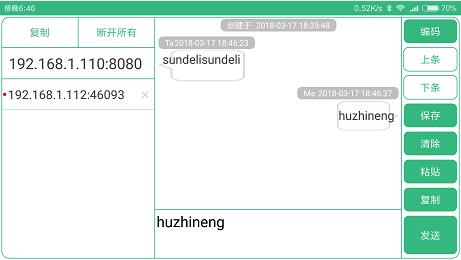 傍晚6:46
0.52K/s
70%
复制
断开所有
192.168.1.110:8080
192.168.1.112:46093
创建于 2018-03-17 18:35:48
Ta 2018-03-17 18:46:23
sundelisundeli
Me 2018-03-17 18:46:37
huzhineng
huzhineng
编码
上条
下条
保存
清除
粘贴
复制
发送